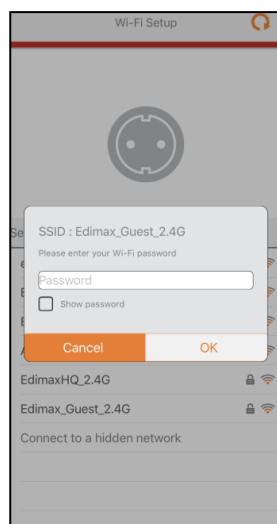 Wi-Fi Setup
Se
SSID : Edimax_Guest_2.4G
Please enter your Wi-Fi password
Password
Show password
Cancel
OK
EdimaxHQ_2.4G
Edimax_Guest_2.4G
Connect to a hidden network